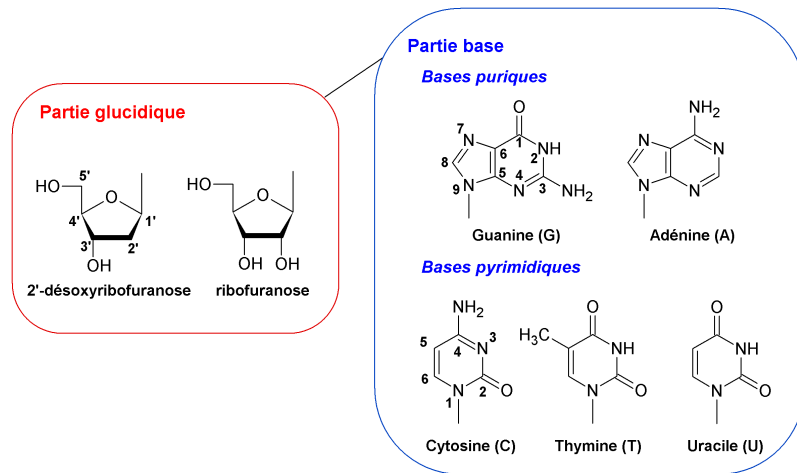 Partie base
Bases puriques
Partie glucidique
O
NH2
7
N
1
6
NH
N
N
8
2
5
4
N
9
N
3
NH2
N
N
Guanine (G)
Adénine (A)
5'
HO
O
4'
1'
3'
2'
OH
HO
O
OH OH
2'-désoxyribofuranose
ribofuranose
Bases pyrimidiques
NH2
5
4
3
N
6
1
N
2
O
Cytosine (C)
O
H3C
NH
N
O
Thymine (T)
O
NH
N
O
Uracile (U)